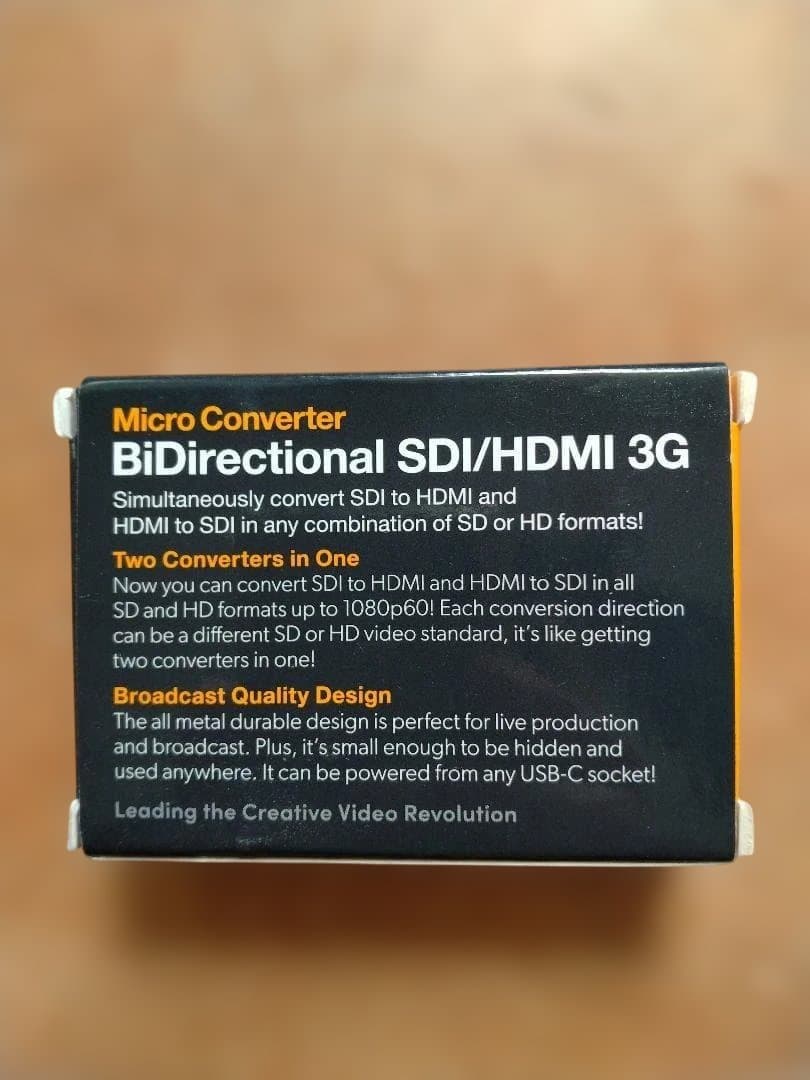 Micro Converter
BiDirectional SDI/HDMI 3G
Simultaneously convert SDI to HDMI and
HDMI to SDI in any combination of SD or HD formats!
Two Converters in One
Now you can convert SDI to HDMI and HDMI to SDI in all
SD and HD formats up to 1080p60! Each conversion direction
can be a different SD or HD video standard, it's like getting
two converters in one!
Broadcast Quality Design
The all metal durable design is perfect for live production
and broadcast. Plus, it's small enough to be hidden and
used anywhere. It can be powered from any USB-C socket!
Leading the Creative Video Revolution